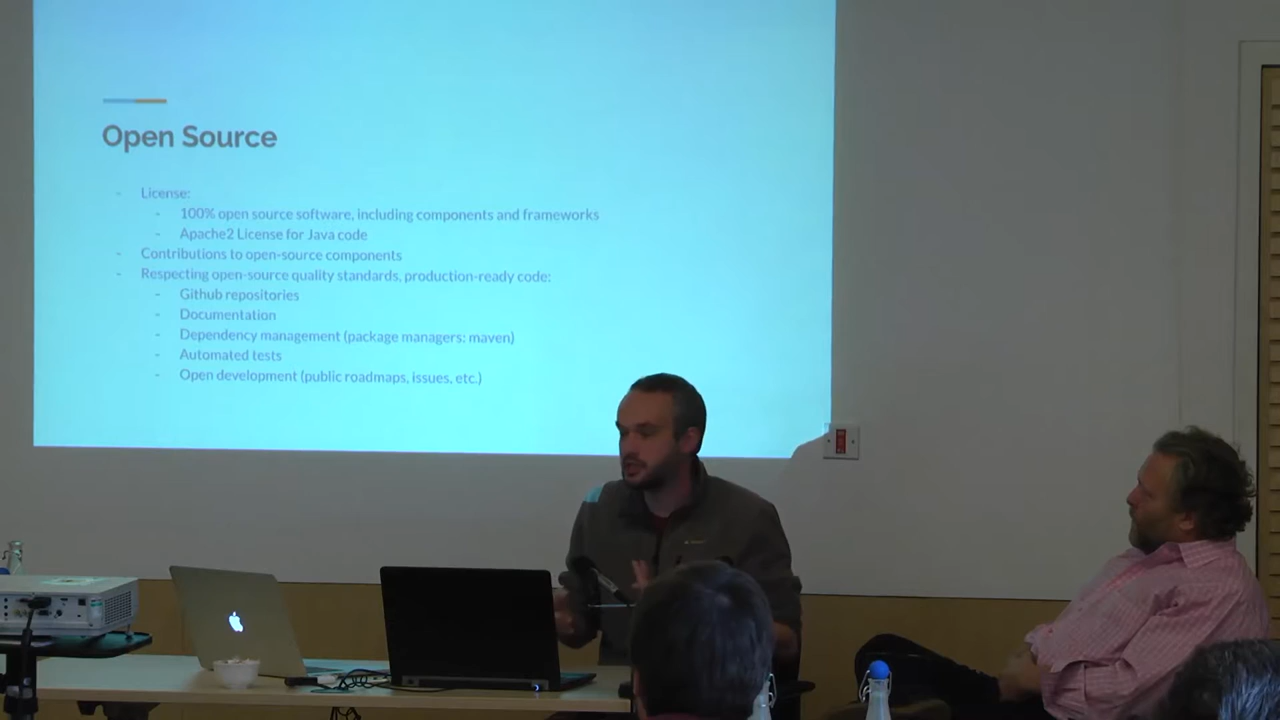 Open Source
- License:
- 100% open source software, including components and frameworks
- Apache2 License for Java code
- Contributions to open-source components
- Respecting open-source quality standards, production-ready code:
- Github repositories
- Documentation
- Dependency management (package managers: maven)
- Automated tests
- Open development (public roadmaps, issues, etc.)